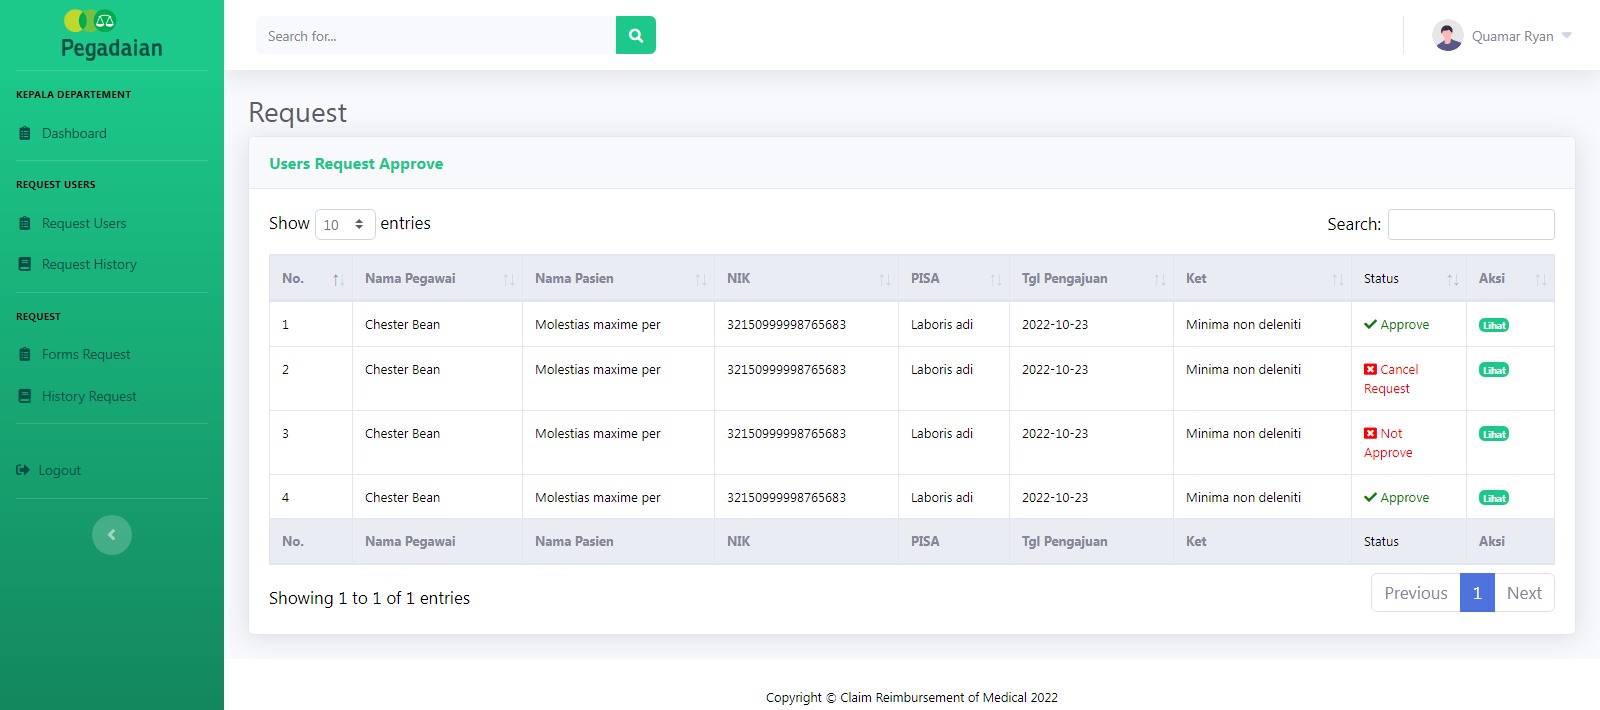 Pegadaian
Search for...
Quamar Ryan
KEPALA DEPARTEMENT
Dashboard
REQUEST USERS
Request Users
Request History
REQUEST
Forms Request
History Request
Logout
Request
Users Request Approve
Show 10 entries
Search:
No. Nama Pegawai Nama Pasien NIK PISA Tgl Pengajuan Ket Status Aksi
1 Chester Bean Molestias maxime per 32150999998765683 Laboris adi 2022-10-23 Minima non deleniti Approve Lihat
2 Chester Bean Molestias maxime per 32150999998765683 Laboris adi 2022-10-23 Minima non deleniti Cancel Lihat
Request
3 Chester Bean Molestias maxime per 32150999998765683 Laboris adi 2022-10-23 Minima non deleniti Not Lihat
Approve
4 Chester Bean Molestias maxime per 32150999998765683 Laboris adi 2022-10-23 Minima non deleniti Approve Lihat
No. Nama Pegawai Nama Pasien NIK PISA Tgl Pengajuan Ket Status Aksi
Showing 1 to 1 of 1 entries
Previous 1 Next
Copyright © Claim Reimbursement of Medical 2022